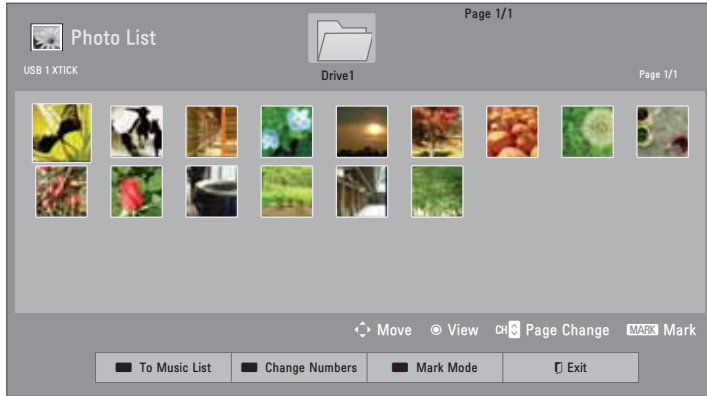 Page 1/1
Photo List
USB 1 XTICK
Drive1
Page 1/1
Move View CH Page Change MARK Mark
To Music List Change Numbers Mark Mode Exit